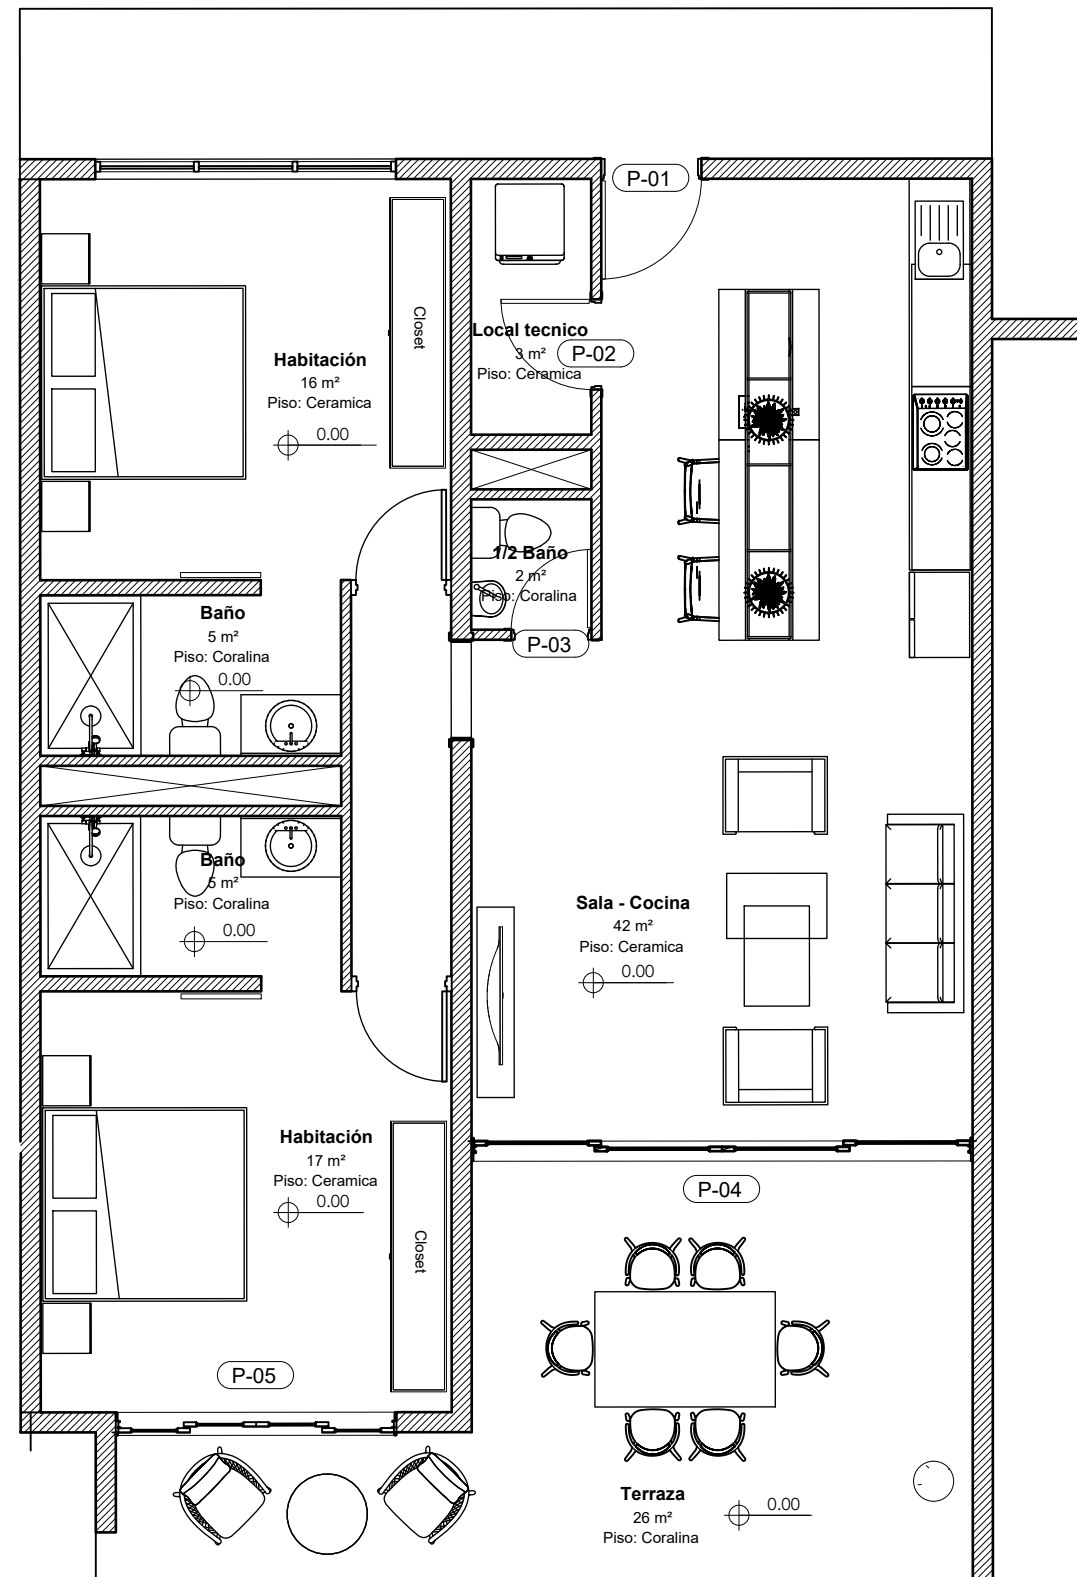 P-01
Closet
Local tecnico
3 m²
Piso: Ceramica
P-02
Habitación
16 m²
Piso: Ceramica
0.00
1/2 Baño
2 m²
Piso: Coralina
P-03
Baño
5 m²
Piso: Coralina
0.00
Baño
5 m²
Piso: Coralina
0.00
Sala - Cocina
42 m²
Piso: Ceramica
0.00
Habitación
17 m²
Piso: Ceramica
0.00
Closet
P-04
P-05
Terraza
26 m²
Piso: Coralina
0.00